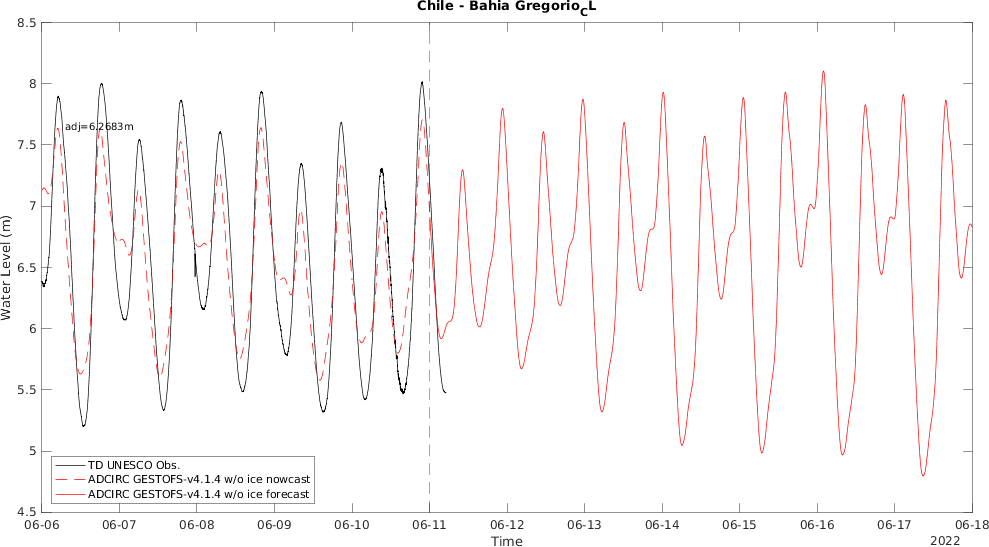 Chile - Bahia Gregorio_CL
8.5
8
7.5
7
6.5
6
5.5
5
4.5
Water Level (m)
adj=6.2683m
TD UNESCO Obs.
ADCIRC GESTOFS-v4.1.4 w/o ice nowcast
ADCIRC GESTOFS-v4.1.4 w/o ice forecast
06-06 06-07 06-08 06-09 06-10 06-11 06-12 06-13 06-14 06-15 06-16 06-17 06-18
Time
2022